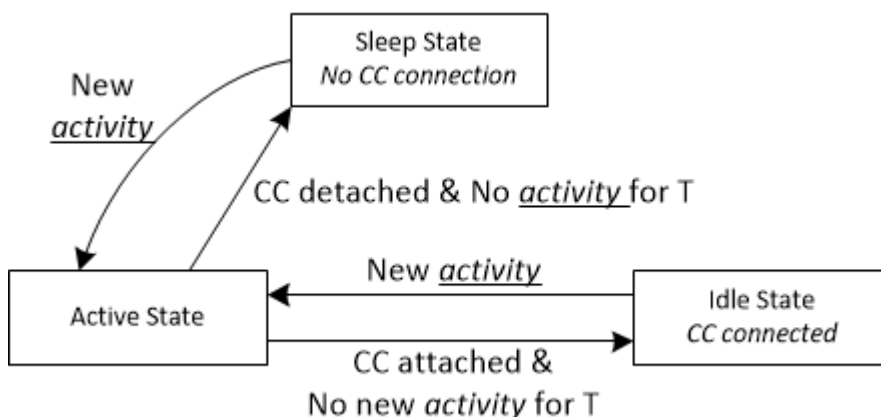 Sleep State
No CC connection
New
activity
CC detached & No activity for T
New activity
Active State
Idle State
CC connected
CC attached &
No new activity for T